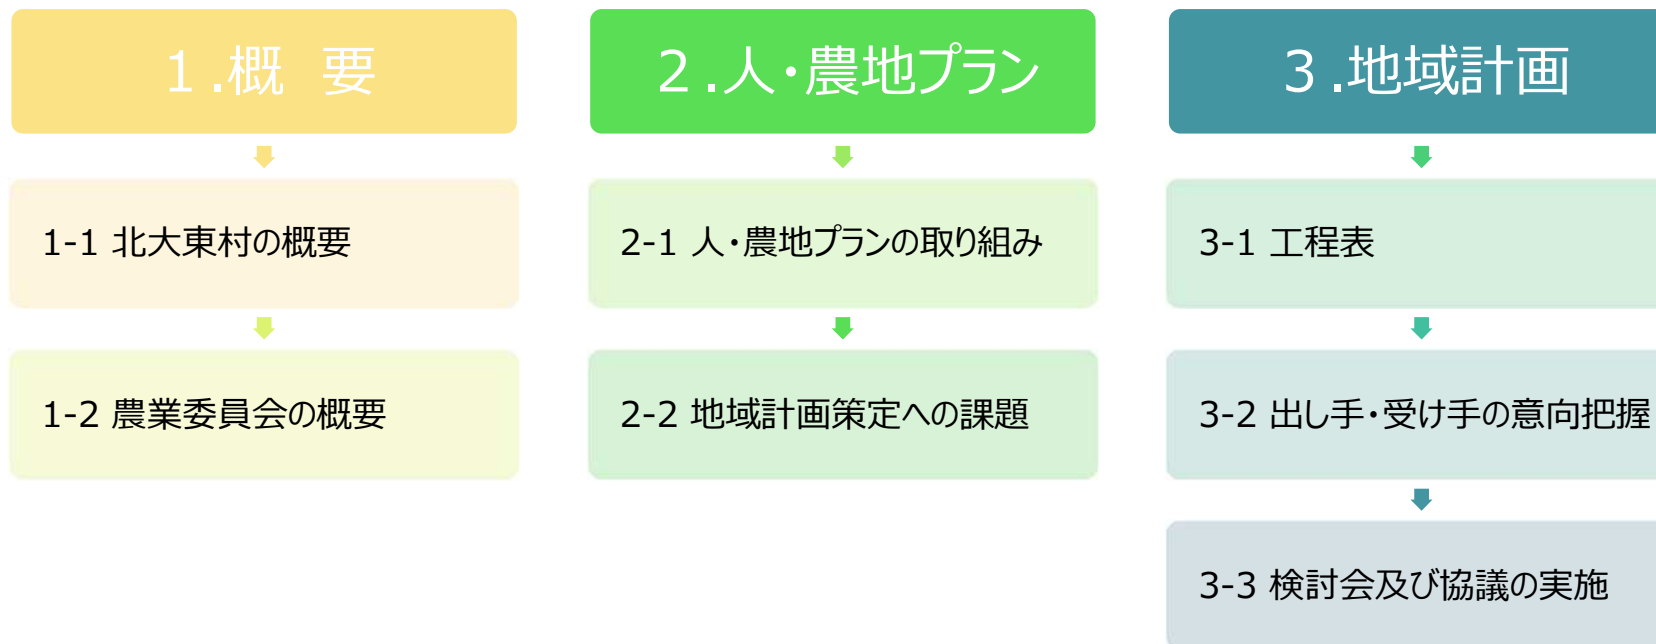 1.概　要
1-1 北大東村の概要
1-2 農業委員会の概要
2.人・農地プラン
2-1 人・農地プランの取り組み
2-2 地域計画策定への課題
3.地域計画
3-1 工程表
3-2 出し手・受け手の意向把握
3-3 検討会及び協議の実施